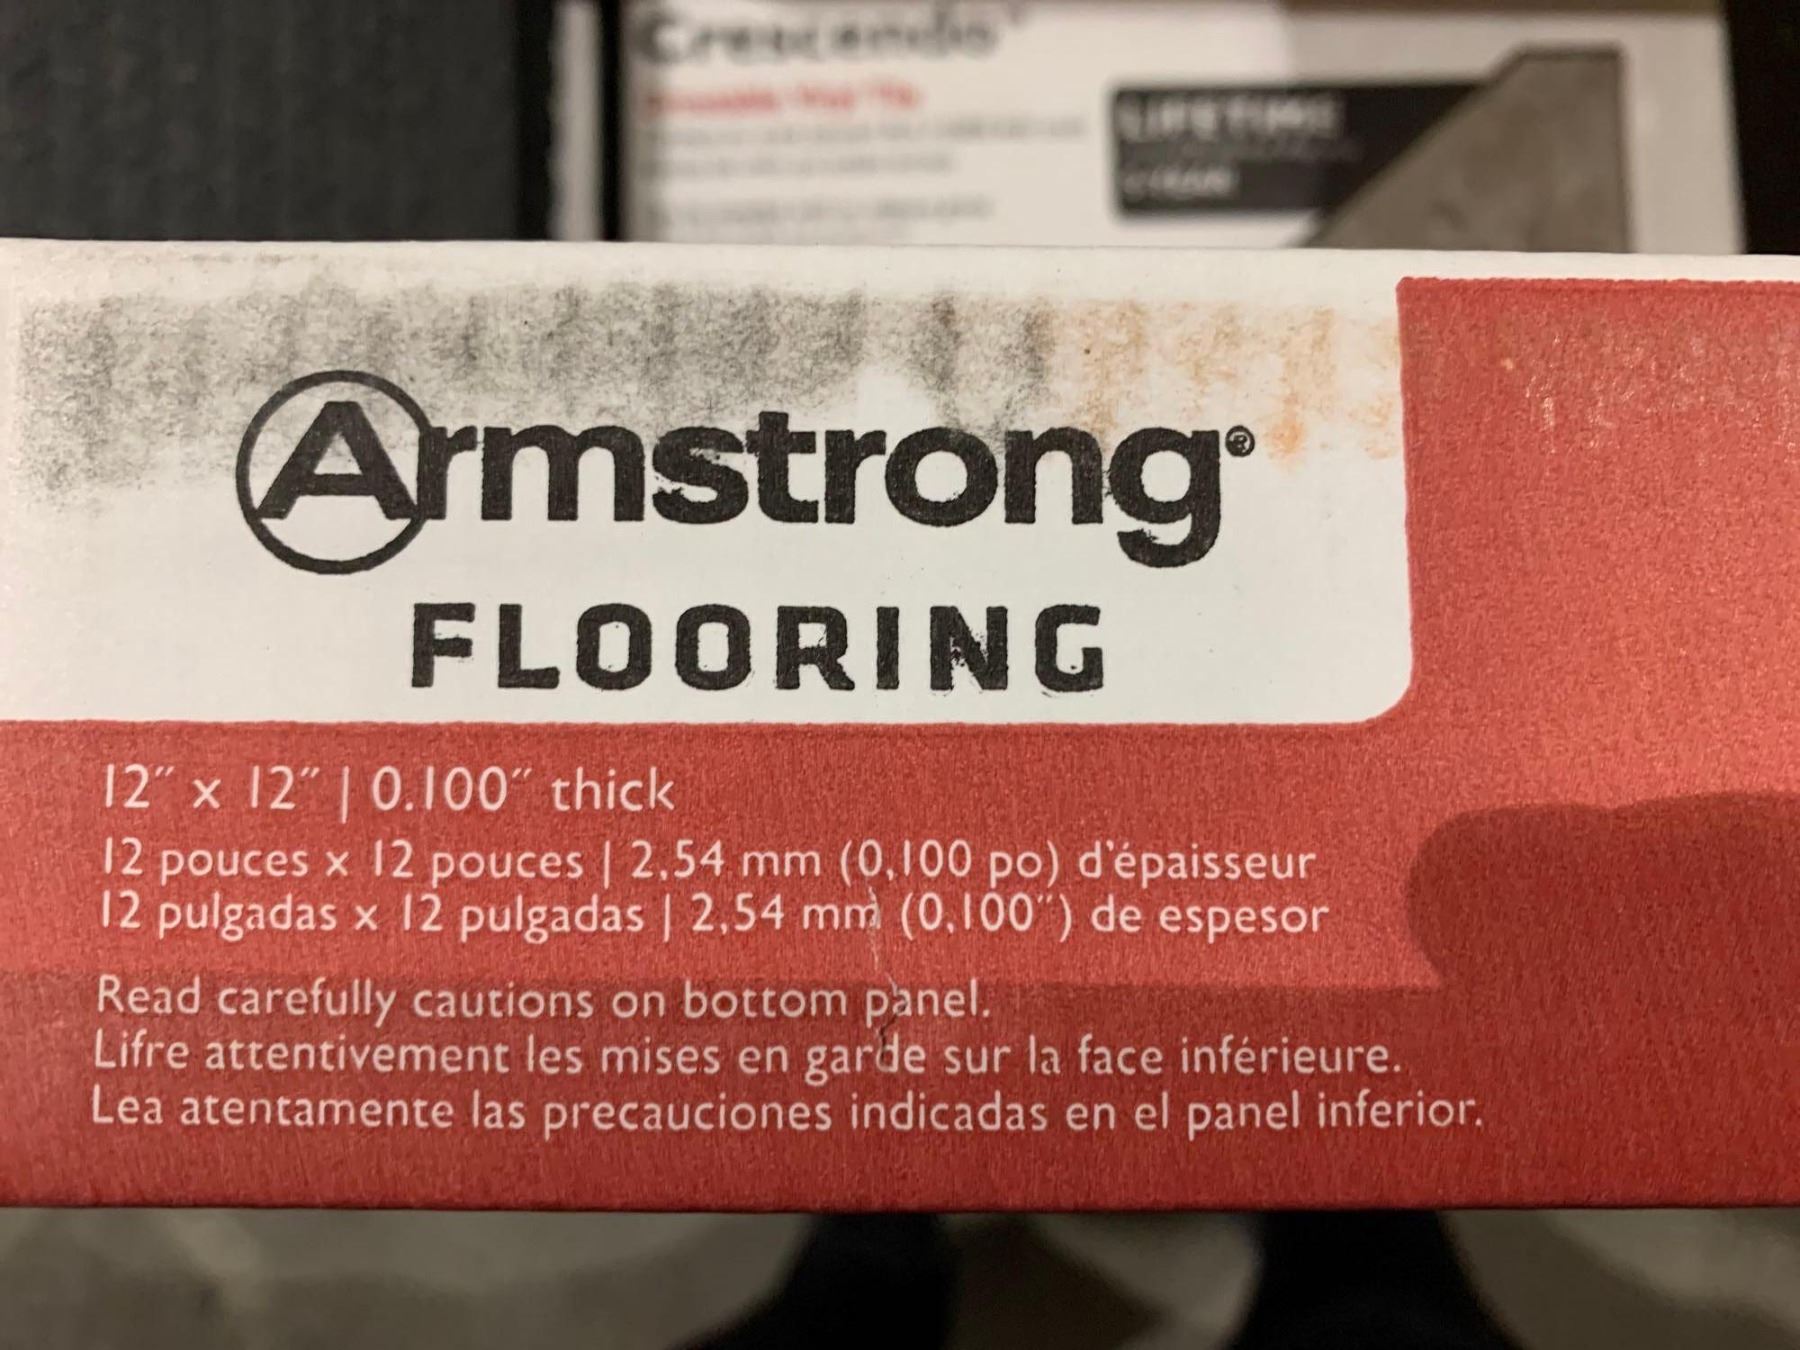 Crescendo
LIFETIME
Armstrong®
FLOORING
12" x 12" | 0.100" thick
12 pouces x 12 pouces | 2,54 mm (0,100 po) d'épaisseur
12 pulgadas x 12 pulgadas | 2,54 mm (0,100") de espesor
Read carefully cautions on bottom panel.
Lifre attentivement les mises en garde sur la face inférieure.
Lea atentamente las precauciones indicadas en el panel inferior.